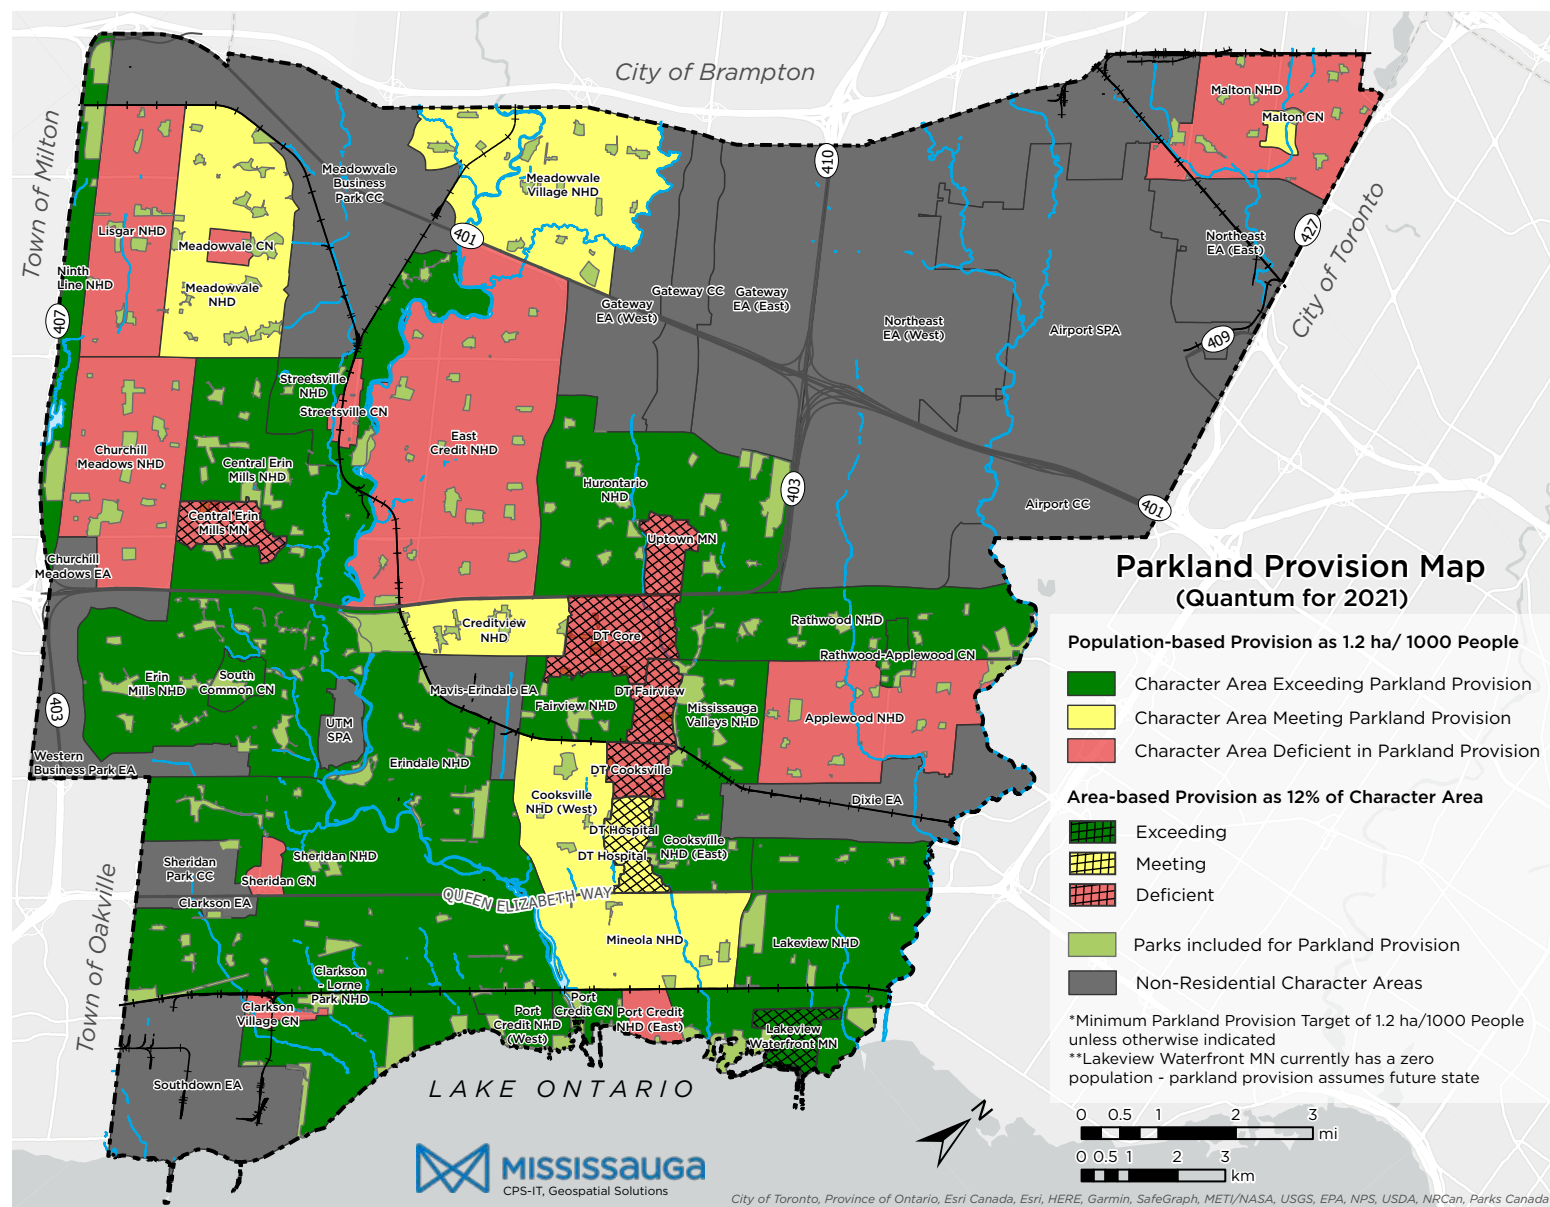 City of Brampton
Town of Milton
City of Toronto
Town of Oakville
LAKE ONTARIO
Malton NHD
Malton CN
410
Meadowvale
Business
Park CC
Meadowvale
Village NHD
Lisgar NHD
Meadowvale CN
401
427
Northeast
EA (East)
Ninth
Line NHD
Meadowvale
NHD
Gateway
EA (West)
Gateway CC
Gateway
EA (East)
407
Northeast
EA (West)
Airport SPA
409
Streetsville
NHD
Streetsville CN
Churchill
Meadows NHD
East
Credit NHD
Central Erin
Mills NHD
Hurontario
NHD
403
Airport CC
401
Central Erin
Mills MN
Uptown MN
Churchill
Meadows EA
Creditview
NHD
DT Core
Rathwood NHD
Rathwood-Applewood CN
Erin
Mills NHD
South
Common CN
Mavis-Erindale EA
DT Fairview
Fairview NHD
Mississauga
Valleys NHD
Applewood NHD
403
UTM
SPA
Western
Business Park EA
Erindale NHD
DT Cooksville
Cooksville
NHD (West)
Dixie EA
DT Hospital
DT Hospital
Cooksville
NHD (East)
Sheridan
Park CC
Sheridan NHD
Sheridan CN
Clarkson EA
QUEEN ELIZABETH WAY
Mineola NHD
Lakeview NHD
Clarkson
- Lorne
Park NHD
Clarkson
Village CN
Port
Credit NHD
(West)
Port
Credit CN
Port Credit
NHD (East)
Lakeview
Waterfront MN
Southdown EA
Parkland Provision Map
(Quantum for 2021)
Population-based Provision as 1.2 ha/ 1000 People
Character Area Exceeding Parkland Provision
Character Area Meeting Parkland Provision
Character Area Deficient in Parkland Provision
Area-based Provision as 12% of Character Area
Exceeding
Meeting
Deficient
Parks included for Parkland Provision
Non-Residential Character Areas
*Minimum Parkland Provision Target of 1.2 ha/1000 People
unless otherwise indicated
**Lakeview Waterfront MN currently has a zero
population - parkland provision assumes future state
N
0 0.5 1 2 3
mi
0 0.5 1 2 3
km
MISSISSAUGA
CPS-IT, Geospatial Solutions
City of Toronto, Province of Ontario, Esri Canada, Esri, HERE, Garmin, SafeGraph, METI/NASA, USGS, EPA, NPS, USDA, NRCan, Parks Canada